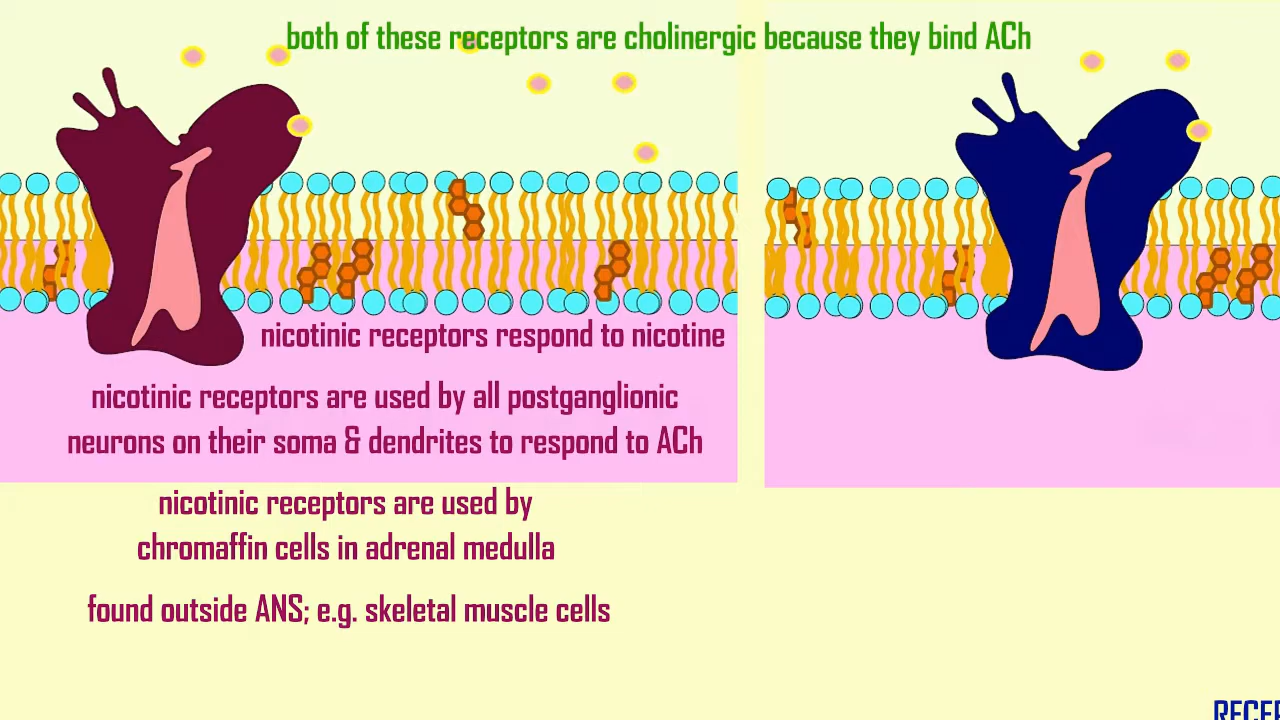 both of these receptors are cholinergic because they bind ACh
nicotinic receptors respond to nicotine
nicotinic receptors are used by all postganglionic
neurons on their soma & dendrites to respond to ACh
nicotinic receptors are used by
chromaffin cells in adrenal medulla
found outside ANS; e.g. skeletal muscle cells